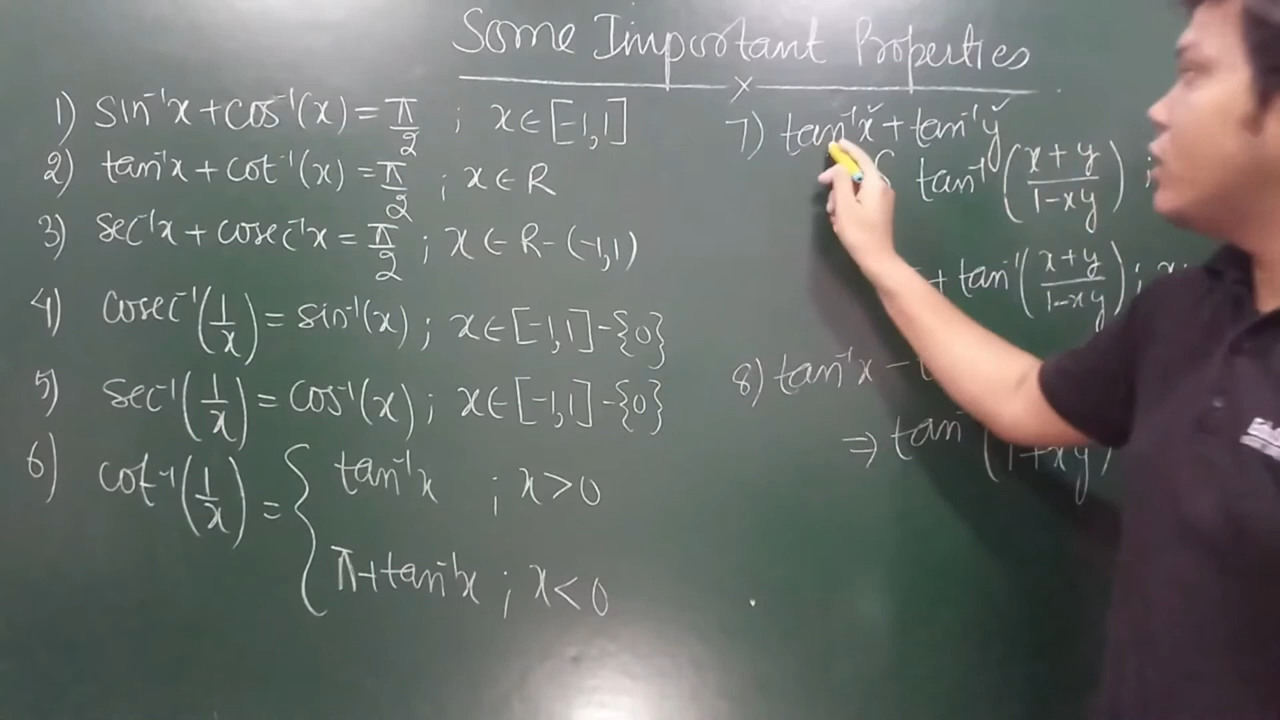 Some Important Properties
x
1) sin⁻¹x + cos⁻¹(x) = π/2 ; x ∈ [-1,1]
2) tan⁻¹x + cot⁻¹(x) = π/2 ; x ∈ R
3) sec⁻¹x + cosec⁻¹x = π/2 ; x ∈ R-(-1,1)
4) cosec⁻¹(1/x) = sin⁻¹(x) ; x ∈ [-1,1]-{0}
5) sec⁻¹(1/x) = cos⁻¹(x) ; x ∈ [-1,1]-{0}
6) cot⁻¹(1/x) = { tan⁻¹x ; x > 0
π + tan⁻¹x ; x < 0
7) tan⁻¹x + tan⁻¹y
tan⁻¹((x+y)/(1-xy)) ;
+ tan⁻¹((x+y)/(1-xy)) ;
8) tan⁻¹x -
⇒ tan (1+xy)